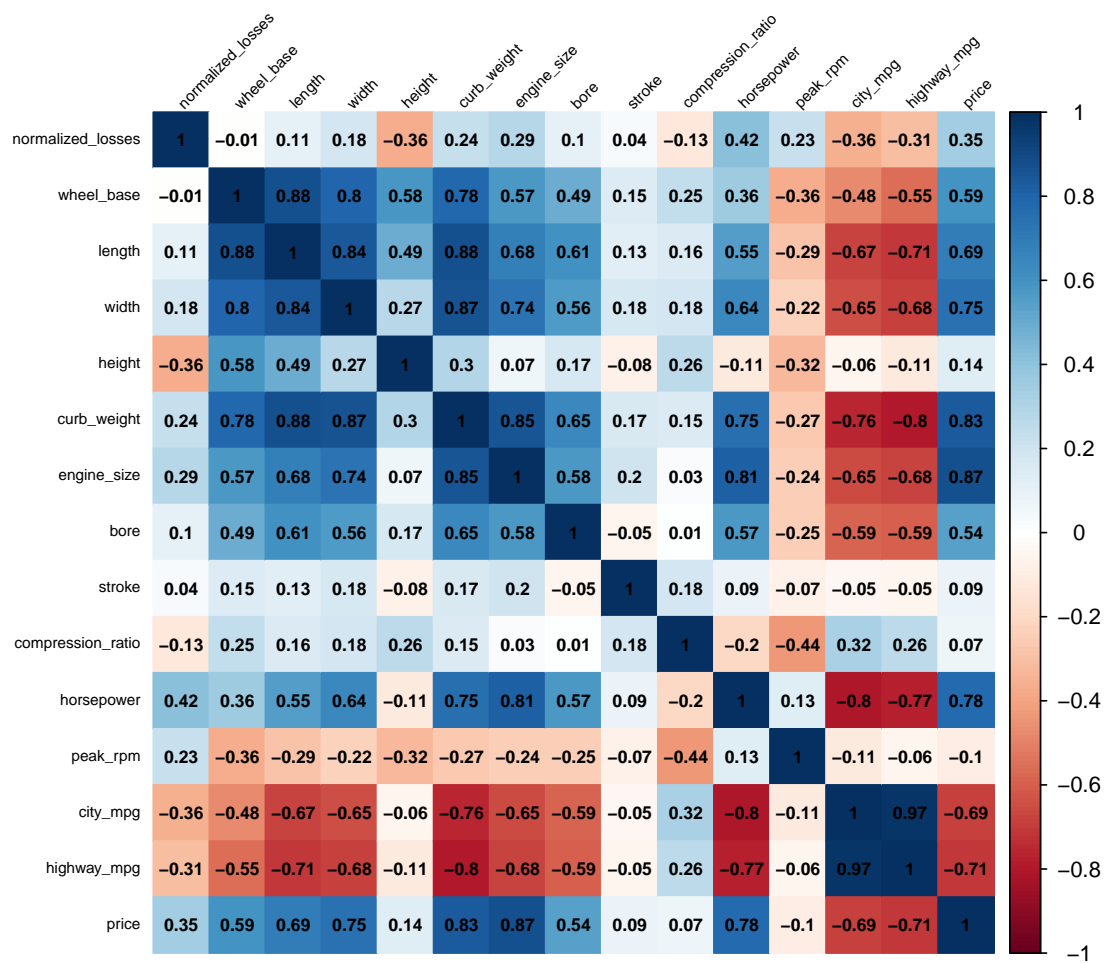 normalized_losses wheel_base length width height curb_weight engine_size bore stroke compression_ratio horsepower peak_rpm city_mpg highway_mpg price
normalized_losses 1 −0.01 0.11 0.18 −0.36 0.24 0.29 0.1 0.04 −0.13 0.42 0.23 −0.36 −0.31 0.35
wheel_base −0.01 1 0.88 0.8 0.58 0.78 0.57 0.49 0.15 0.25 0.36 −0.36 −0.48 −0.55 0.59
length 0.11 0.88 1 0.84 0.49 0.88 0.68 0.61 0.13 0.16 0.55 −0.29 −0.67 −0.71 0.69
width 0.18 0.8 0.84 1 0.27 0.87 0.74 0.56 0.18 0.18 0.64 −0.22 −0.65 −0.68 0.75
height −0.36 0.58 0.49 0.27 1 0.3 0.07 0.17 −0.08 0.26 −0.11 −0.32 −0.06 −0.11 0.14
curb_weight 0.24 0.78 0.88 0.87 0.3 1 0.85 0.65 0.17 0.15 0.75 −0.27 −0.76 −0.8 0.83
engine_size 0.29 0.57 0.68 0.74 0.07 0.85 1 0.58 0.2 0.03 0.81 −0.24 −0.65 −0.68 0.87
bore 0.1 0.49 0.61 0.56 0.17 0.65 0.58 1 −0.05 0.01 0.57 −0.25 −0.59 −0.59 0.54
stroke 0.04 0.15 0.13 0.18 −0.08 0.17 0.2 −0.05 1 0.18 0.09 −0.07 −0.05 −0.05 0.09
compression_ratio −0.13 0.25 0.16 0.18 0.26 0.15 0.03 0.01 0.18 1 −0.2 −0.44 0.32 0.26 0.07
horsepower 0.42 0.36 0.55 0.64 −0.11 0.75 0.81 0.57 0.09 −0.2 1 0.13 −0.8 −0.77 0.78
peak_rpm 0.23 −0.36 −0.29 −0.22 −0.32 −0.27 −0.24 −0.25 −0.07 −0.44 0.13 1 −0.11 −0.06 −0.1
city_mpg −0.36 −0.48 −0.67 −0.65 −0.06 −0.76 −0.65 −0.59 −0.05 0.32 −0.8 −0.11 1 0.97 −0.69
highway_mpg −0.31 −0.55 −0.71 −0.68 −0.11 −0.8 −0.68 −0.59 −0.05 0.26 −0.77 −0.06 0.97 1 −0.71
price 0.35 0.59 0.69 0.75 0.14 0.83 0.87 0.54 0.09 0.07 0.78 −0.1 −0.69 −0.71 1
1
0.8
0.6
0.4
0.2
0
−0.2
−0.4
−0.6
−0.8
−1